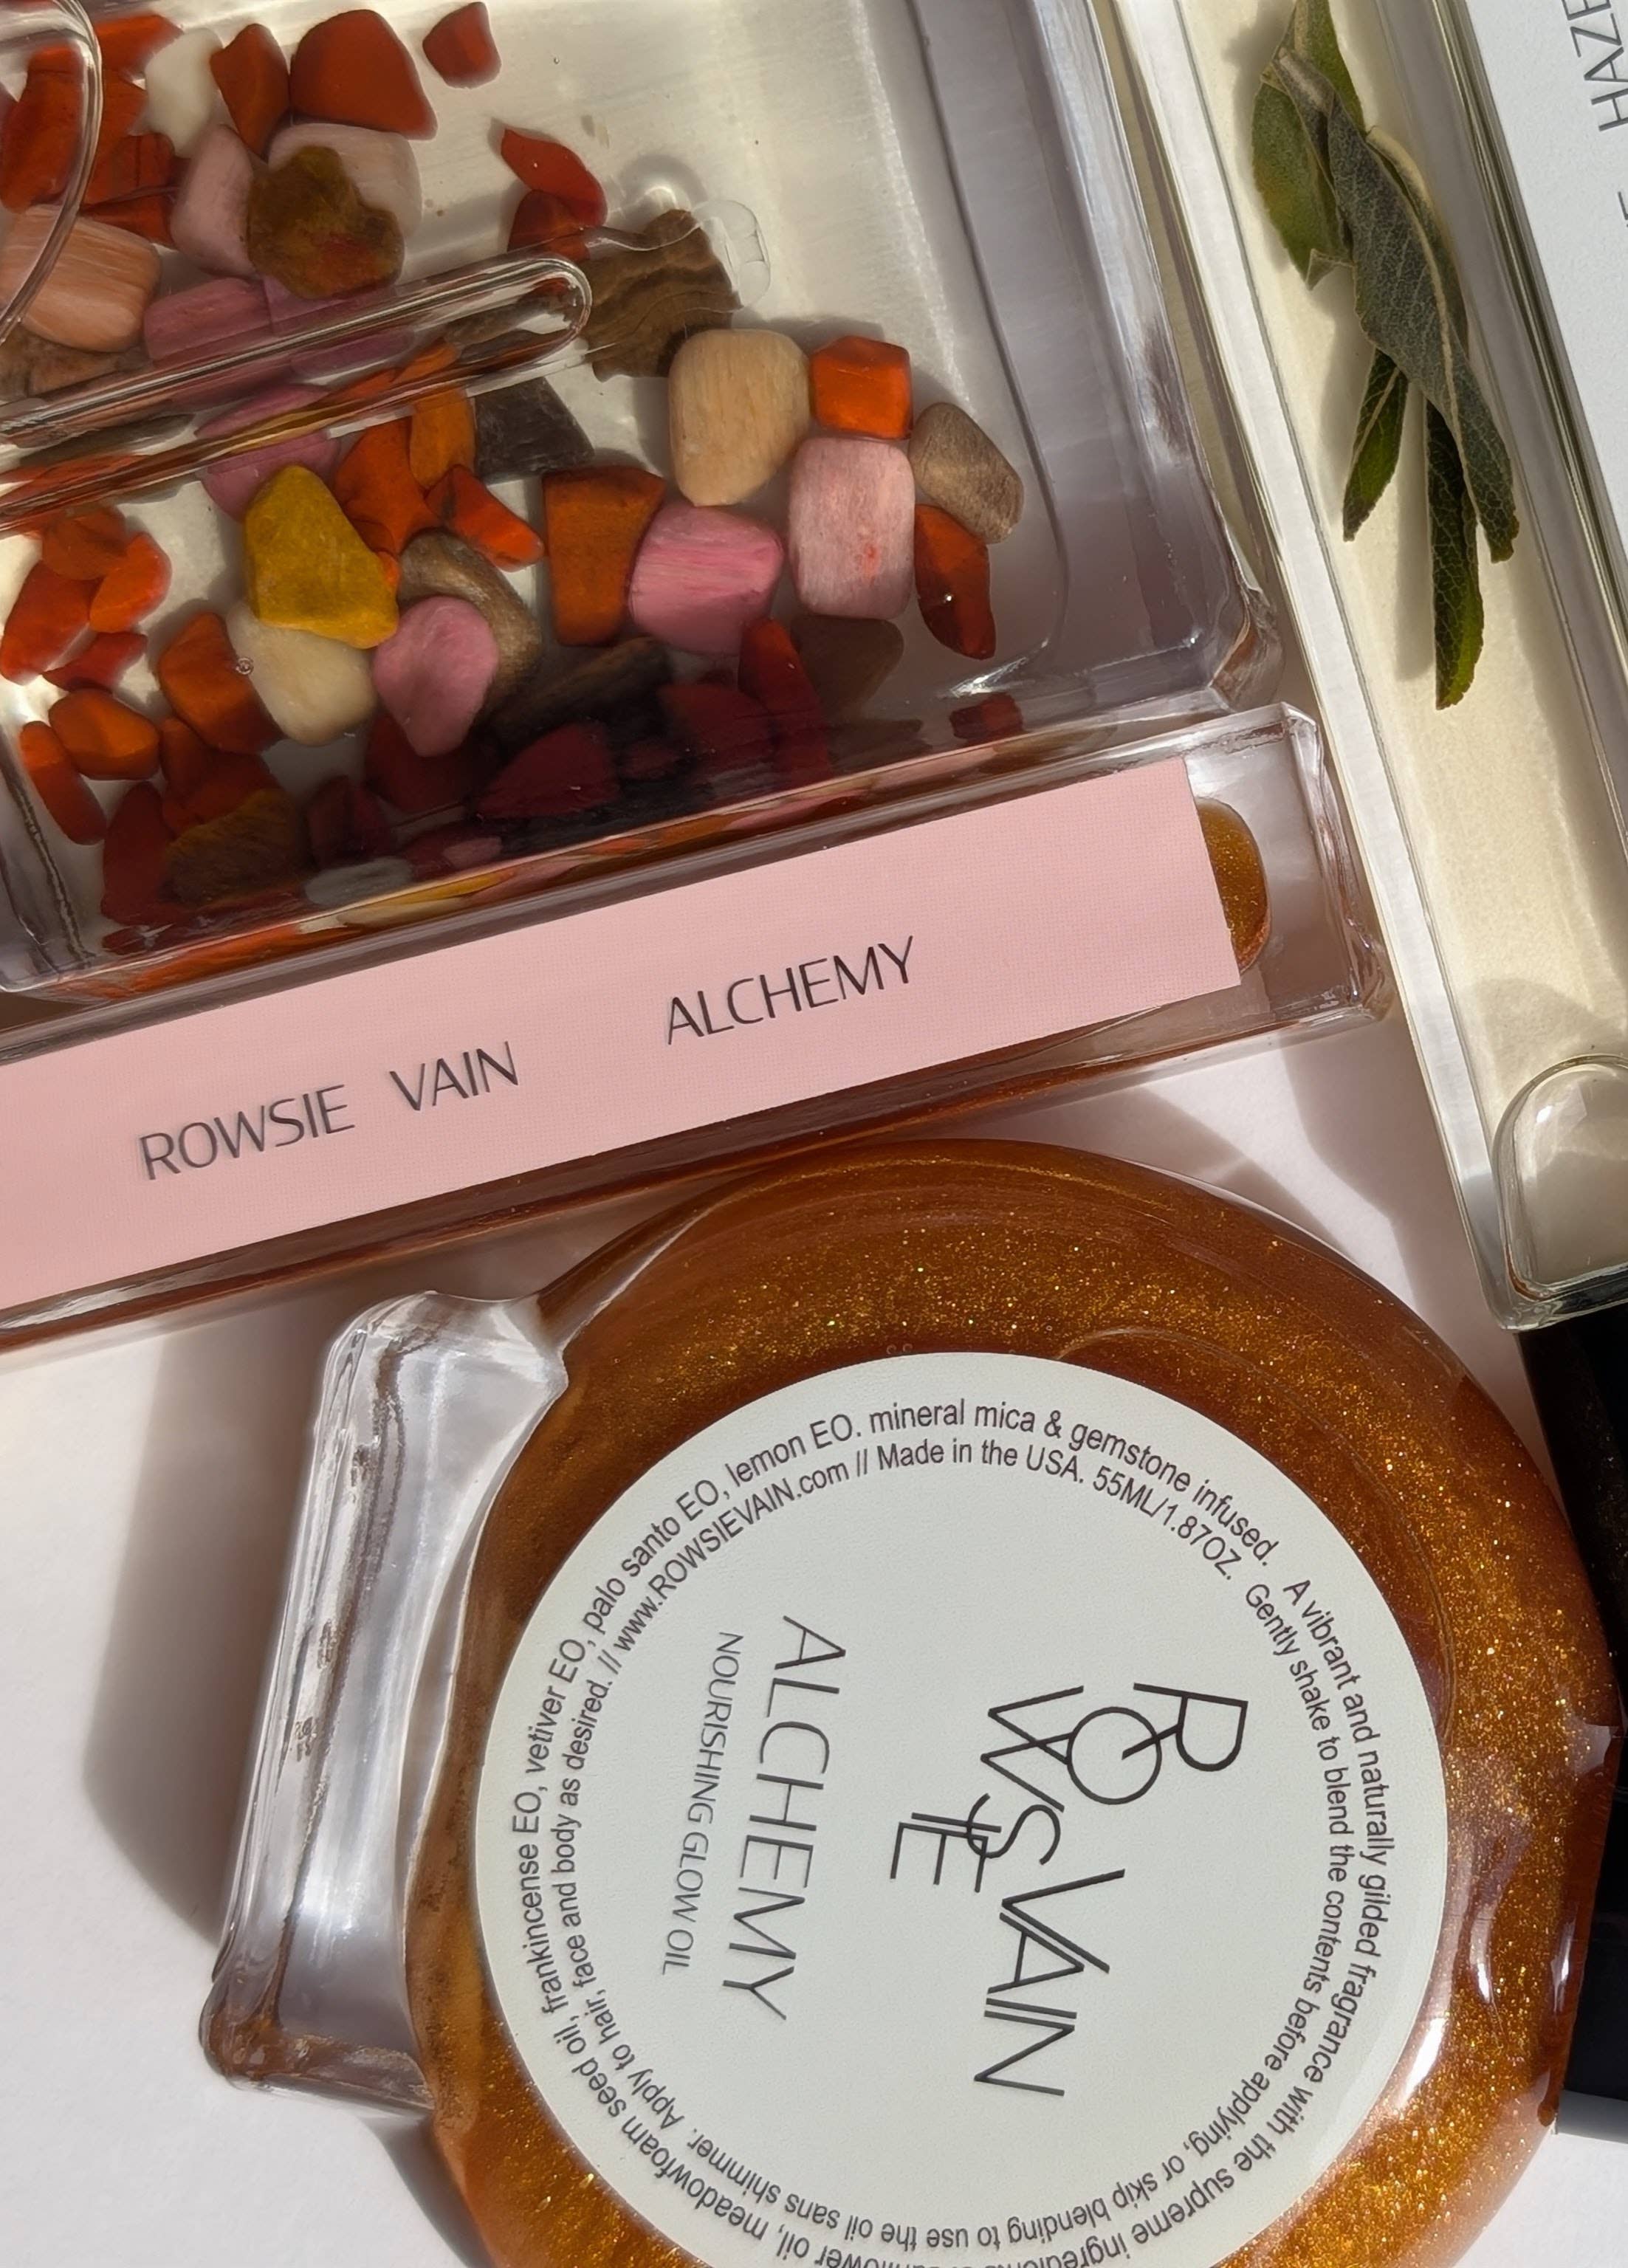 HAZE
ROWSIE VAIN ALCHEMY
ROWSIE VAIN
ALCHEMY
NOURISHING GLOW OIL
A vibrant and naturally gilded fragrance with the supreme
oil, meadowfoam seed oil, frankincense EO, vetiver EO, palo santo EO, lemon EO. mineral mica & gemstone infused.
Gently shake to blend the contents before applying, or skip blending to use the oil sans shimmer. Apply to hair, face and body as desired. // www.ROWSIEVAIN.com // Made in the USA. 55ML/1.87OZ.